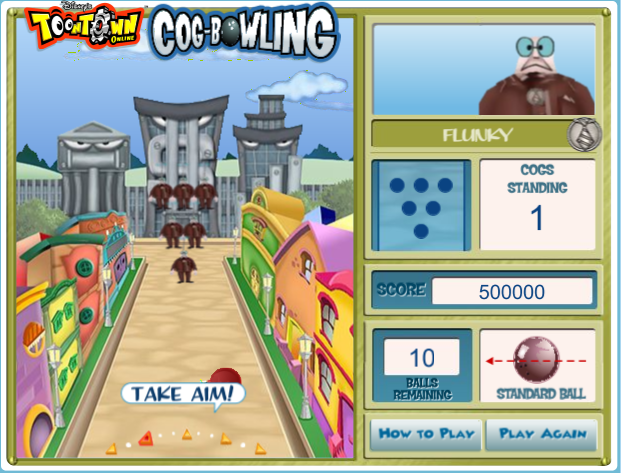 Disney's
TOONTOWN
ONLINE
COG-BOWLING
FLUNKY
COGS
STANDING
1
SCORE 500000
10
BALLS
REMAINING
STANDARD BALL
TAKE AIM!
HOW TO PLAY
PLAY AGAIN